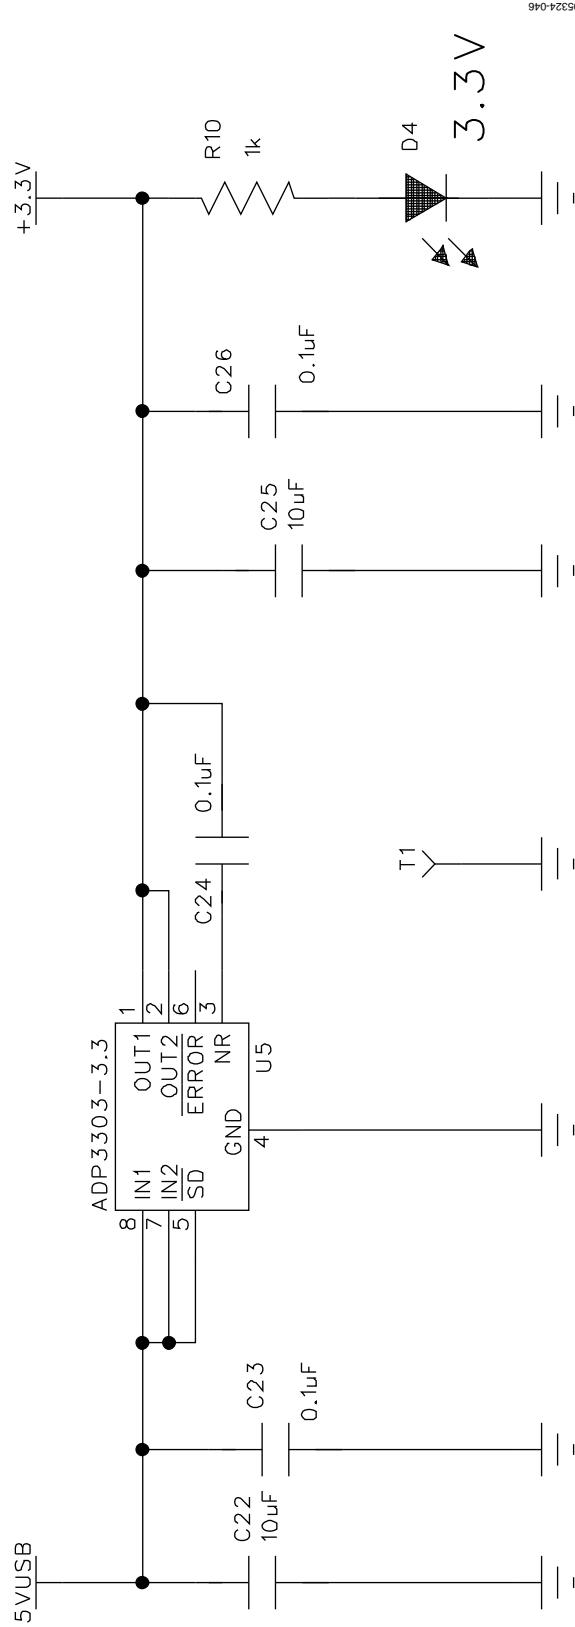 5VUSB
C22
10uF
C23
0.1uF
ADP3303-3.3
8
7
5
IN1
IN2
SD
GND
4
OUT1
OUT2
ERROR
NR
1
2
6
3
U5
C24
0.1uF
T1
C25
10uF
C26
0.1uF
+3.3V
R10
1k
D4
3.3V
05324-046